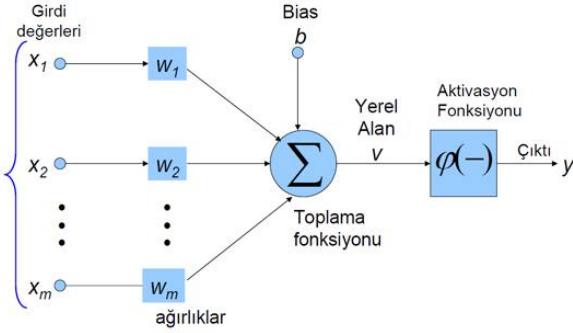 Girdi
değerleri
Bias
b
x1
w1
Yerel
Alan
v
Aktivasyon
Fonksiyonu
x2
w2
∑
φ(−)
Çıktı
y
Toplama
fonksiyonu
xm
wm
ağırlıklar